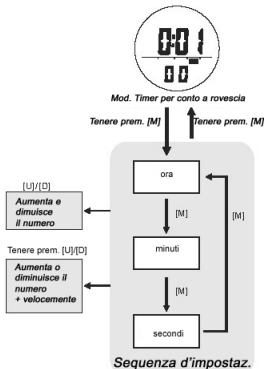 0:01
00
Mod. Timer per conto a rovescia
Tenere prem. [M]
Tenere prem. [M]
ora
[U]/[D]
Aumenta e
dimuisce
il numero
[M]
[M]
minuti
Tenere prem. [U]/[D]
Aumenta o
diminuisce il
numero
+ velocemente
[M]
secondi
Sequenza d'impostaz.